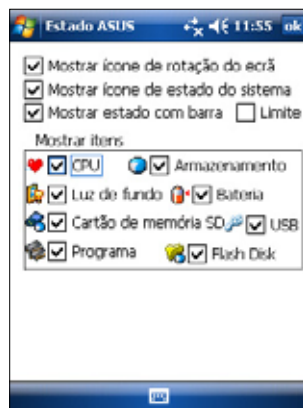 Estado ASUS 11:55 ok
Mostrar ícone de rotação do ecrã
Mostrar ícone de estado do sistema
Mostrar estado com barra Limite
Mostrar itens
CPU Armazenamento
Luz de fundo Bateria
Cartão de memória SD USB
Programa Flash Disk